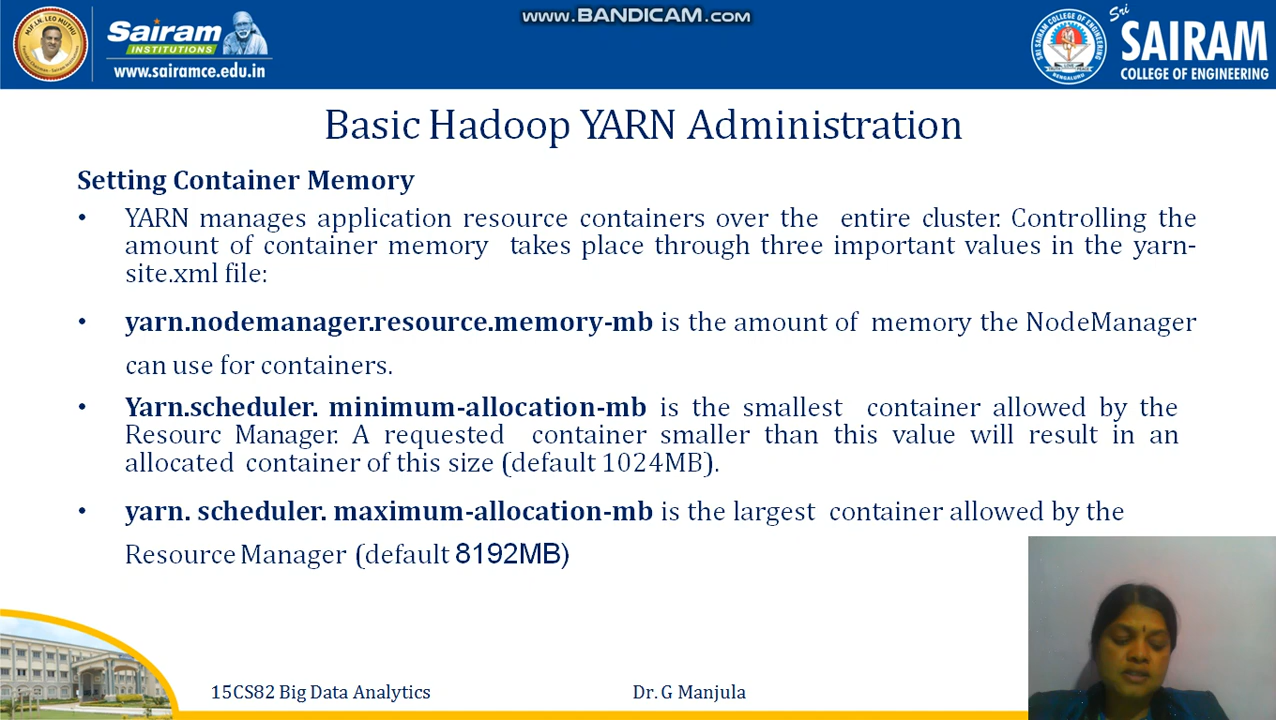 www.BANDICAM.com
MJF. LN. LEO MUTHU
Sairam
INSTITUTIONS
www.sairamce.edu.in
Sri
SAIRAM
COLLEGE OF ENGINEERING
SRI SAIRAM COLLEGE OF ENGINEERING
BENGALURU
Basic Hadoop YARN Administration
Setting Container Memory
• YARN manages application resource containers over the entire cluster. Controlling the
amount of container memory takes place through three important values in the yarn-
site.xml file:
• yarn.nodemanager.resource.memory-mb is the amount of memory the NodeManager
can use for containers.
• Yarn.scheduler. minimum-allocation-mb is the smallest container allowed by the
Resourc Manager. A requested container smaller than this value will result in an
allocated container of this size (default 1024MB).
• yarn. scheduler. maximum-allocation-mb is the largest container allowed by the
Resource Manager (default 8192MB)
15CS82 Big Data Analytics
Dr. G Manjula